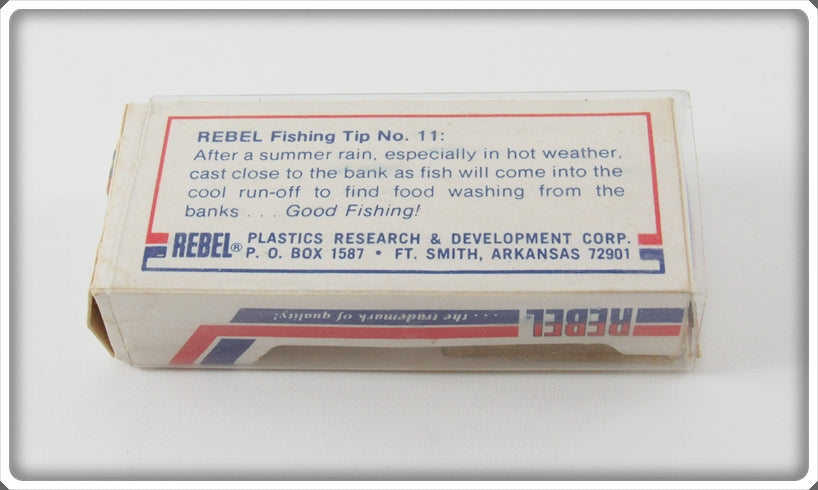 REBEL Fishing Tip No. 11:
After a summer rain, especially in hot weather,
cast close to the bank as fish will come into the
cool run-off to find food washing from the
banks . . . Good Fishing!
REBEL® PLASTICS RESEARCH & DEVELOPMENT CORP.
P. O. BOX 1587 • FT. SMITH, ARKANSAS 72901
REBEL® . . . the trademark of quality!